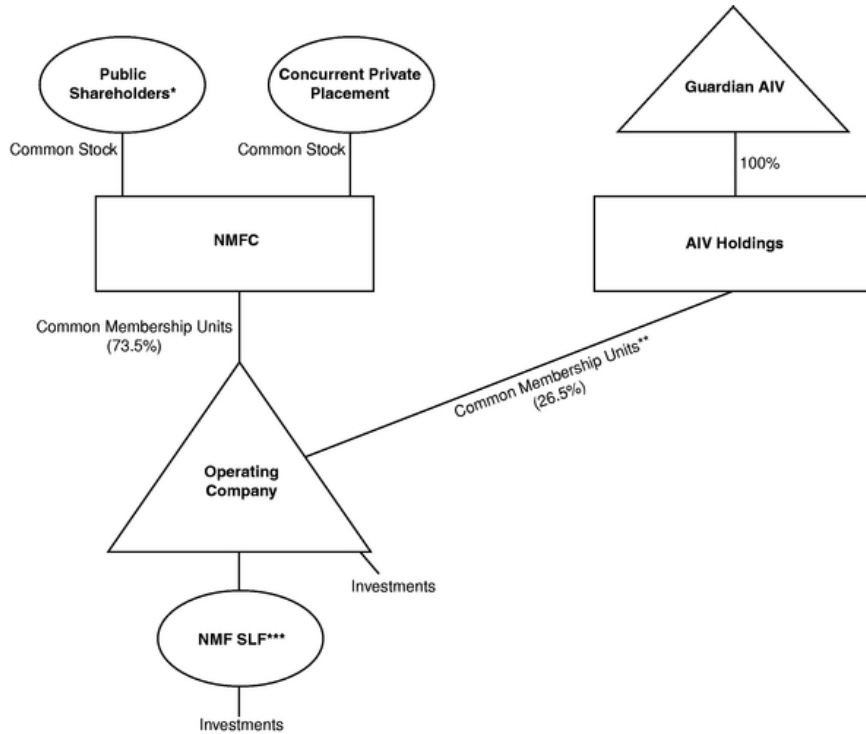 Public
Shareholders*
Concurrent Private
Placement
Guardian AIV
Common Stock
Common Stock
100%
NMFC
AIV Holdings
Common Membership Units
(73.5%)
Common Membership Units**
(26.5%)
Operating
Company
Investments
NMF SLF***
Investments